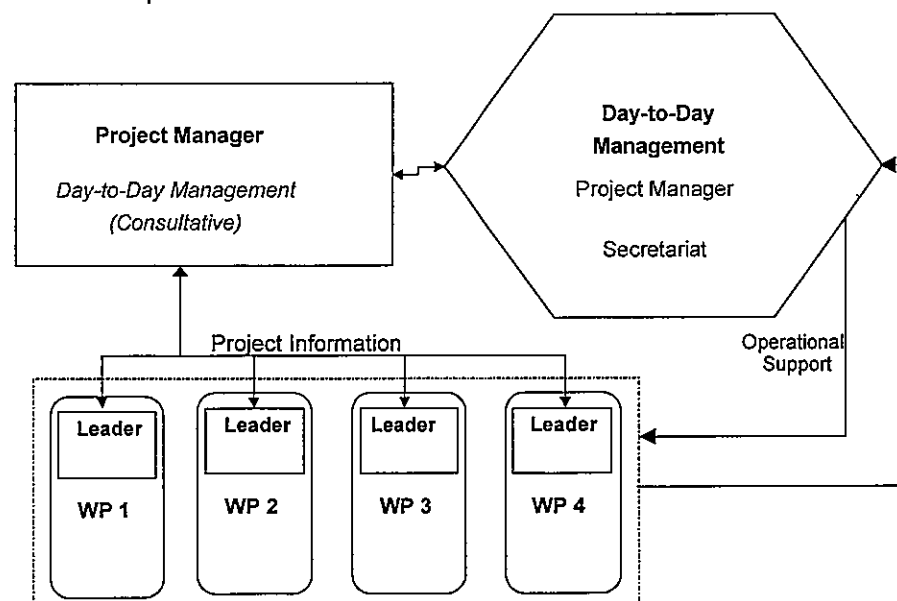 Project Manager
Day-to-Day Management
(Consultative)
Day-to-Day
Management
Project Manager
Secretariat
Project Information
Operational
Support
Leader
Leader
Leader
Leader
WP 1
WP 2
WP 3
WP 4